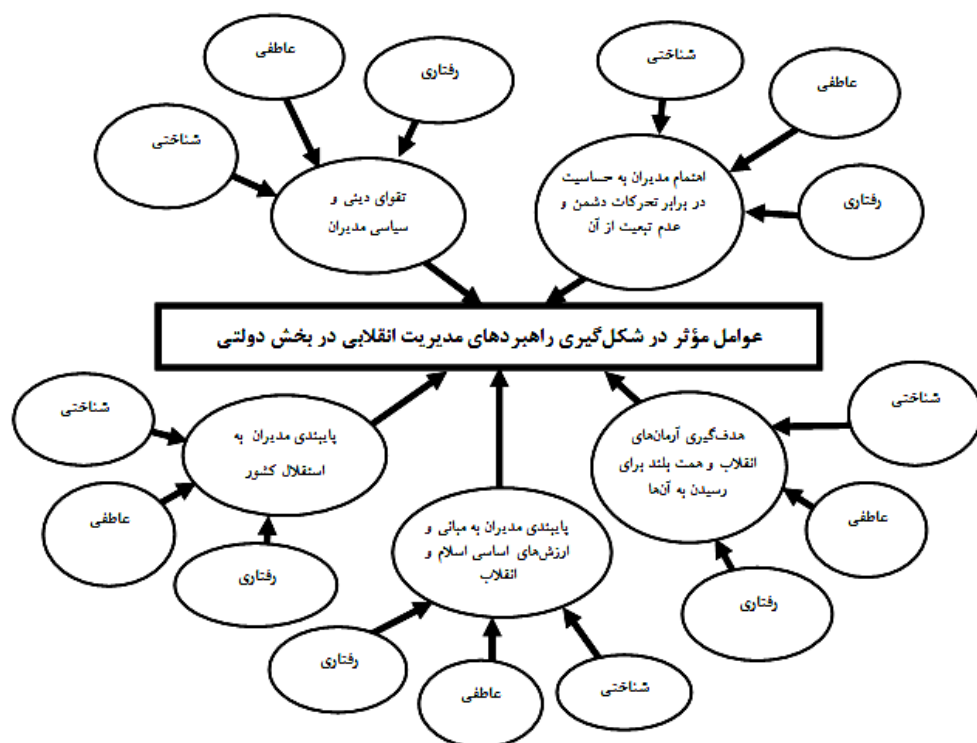 شناختی
عاطفی
رفتاری
اهتمام مدیران به حساسیت
در برابر تحرکات دشمن و
عدم تبعیت از آن
عاطفی
رفتاری
شناختی
تقوای دینی و
سیاسی مدیران
عوامل مؤثر در شکل‌گیری راهبردهای مدیریت انقلابی در بخش دولتی
شناختی
عاطفی
رفتاری
هدف‌گیری آرمان‌های
انقلاب و همت بلند برای
رسیدن به آن‌ها
پایبندی مدیران به مبانی و
ارزش‌های اساسی اسلام و
انقلاب
شناختی
عاطفی
رفتاری
پایبندی مدیران به
استقلال کشور
شناختی
عاطفی
رفتاری